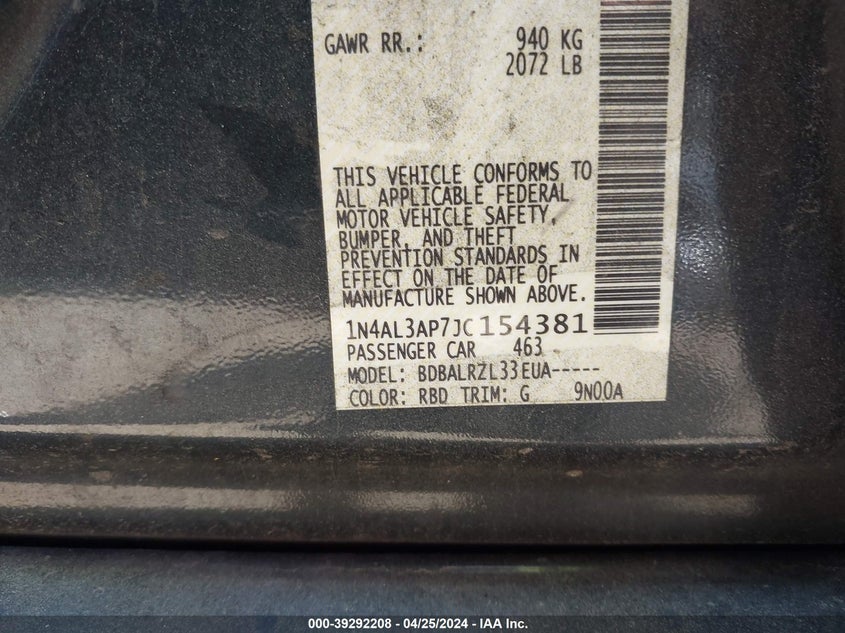 GAWR RR.: 940 KG
2072 LB
THIS VEHICLE CONFORMS TO
ALL APPLICABLE FEDERAL
MOTOR VEHICLE SAFETY,
BUMPER, AND THEFT
PREVENTION STANDARDS IN
EFFECT ON THE DATE OF
MANUFACTURE SHOWN ABOVE.
1N4AL3AP7JC154381
PASSENGER CAR 463
MODEL: BDBALRZL33EUA-----
COLOR: RBD TRIM: G 9N00A
000-39292208 - 04/25/2024 - IAA Inc.